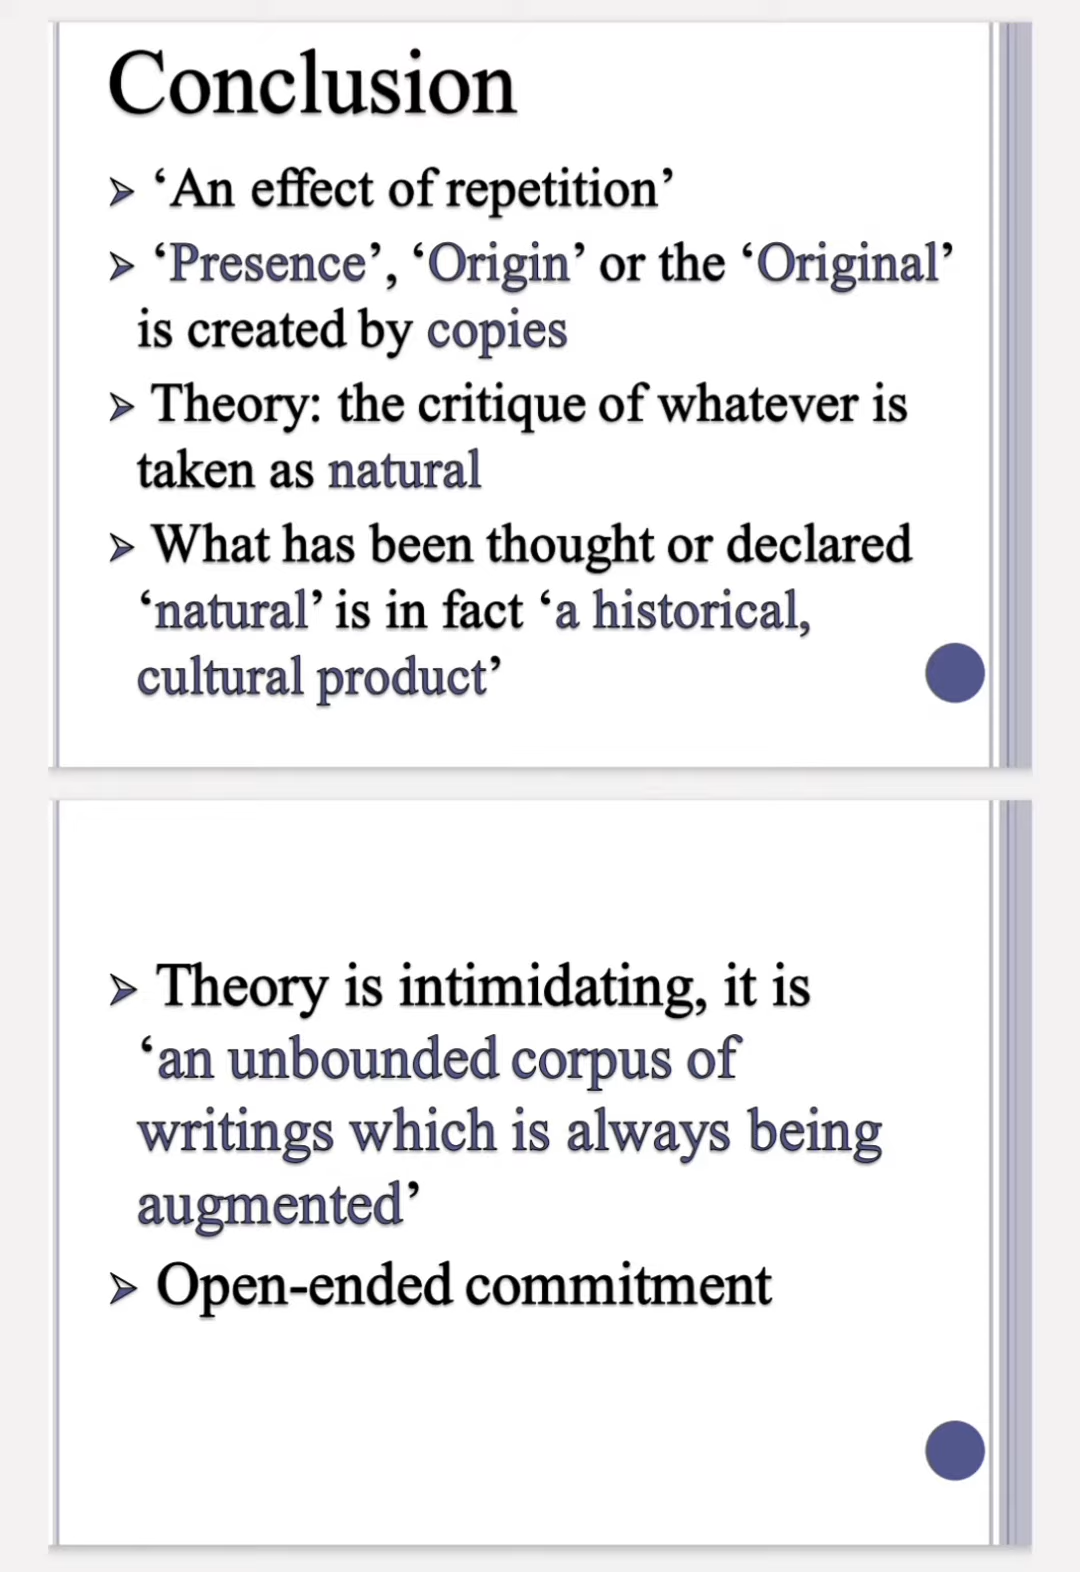 Conclusion
➢ ‘An effect of repetition’
➢ ‘Presence’, ‘Origin’ or the ‘Original’
is created by copies
➢ Theory: the critique of whatever is
taken as natural
➢ What has been thought or declared
‘natural’ is in fact ‘a historical,
cultural product’
➢ Theory is intimidating, it is
‘an unbounded corpus of
writings which is always being
augmented’
➢ Open-ended commitment